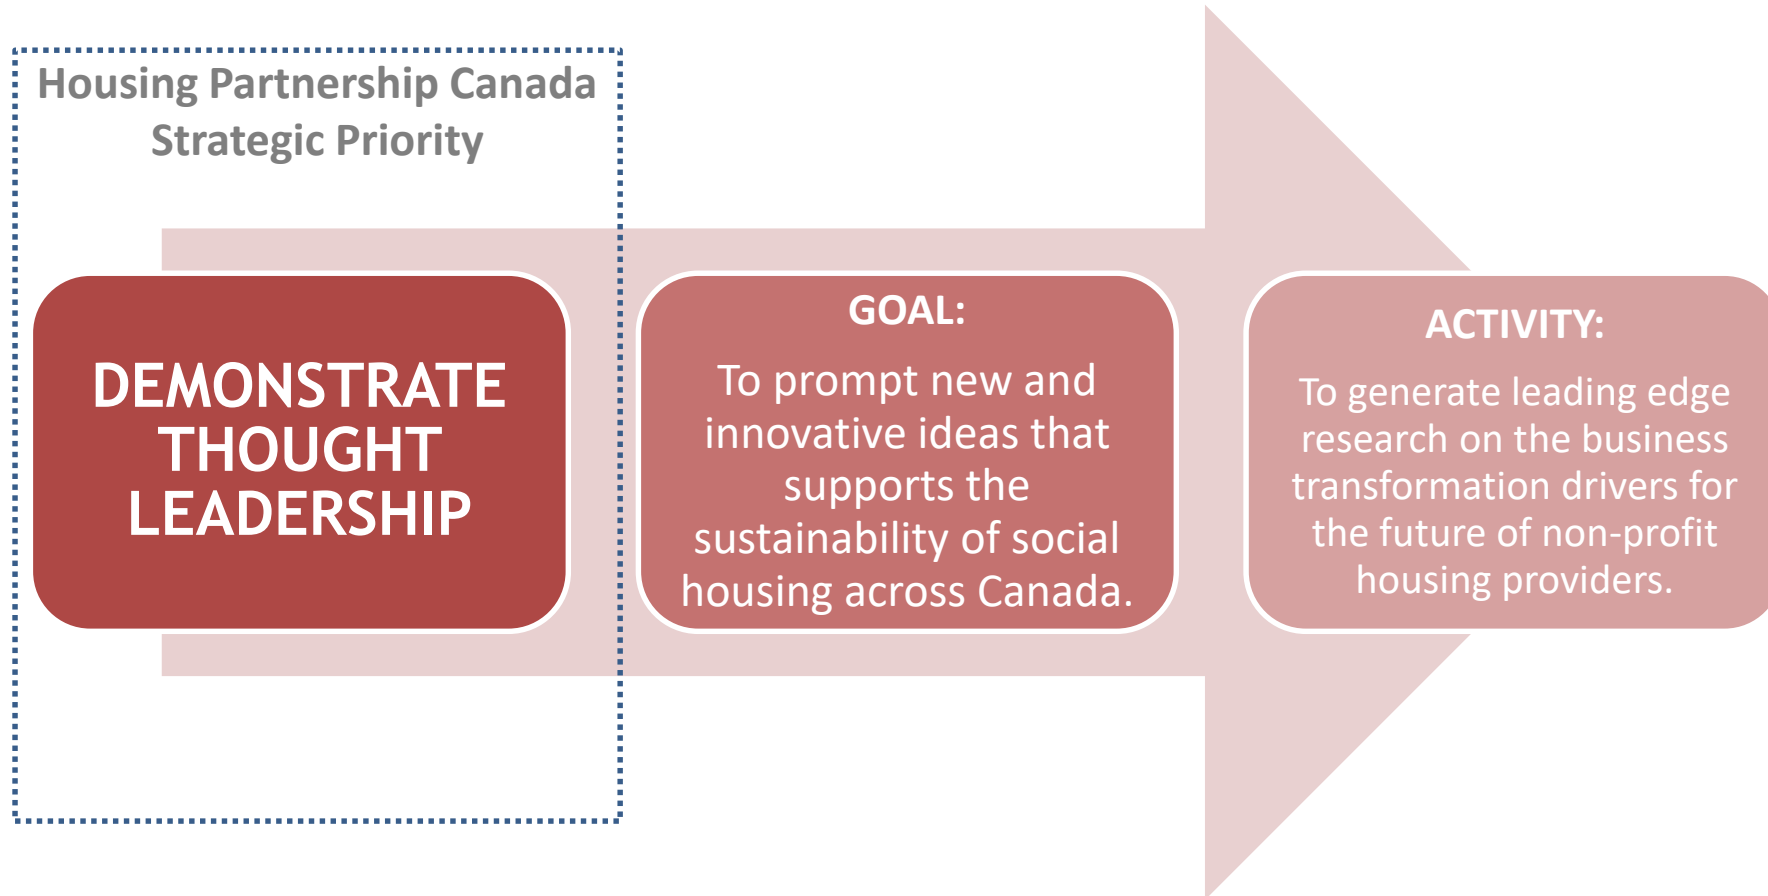 Housing Partnership Canada
Strategic Priority
DEMONSTRATE
THOUGHT
LEADERSHIP
GOAL:
To prompt new and
innovative ideas that
supports the
sustainability of social
housing across Canada.
ACTIVITY:
To generate leading edge
research on the business
transformation drivers for
the future of non-profit
housing providers.